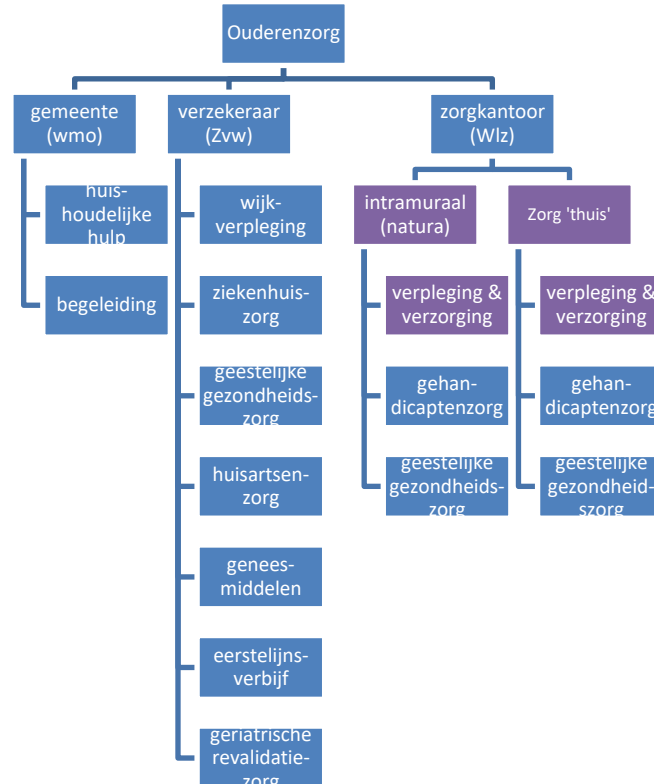 Ouderenzorg
gemeente
(wmo)
huis-
houdelijke
hulp
begeleiding
verzekeraar
(Zvw)
wijk-
verpleging
ziekenhuis-
zorg
geestelijke
gezondheids-
zorg
huisartsen-
zorg
genees-
middelen
eerstelijns-
verbijf
geriatrische
revalidatie-
zorg
zorgkantoor
(Wlz)
intramuraal
(natura)
verpleging &
verzorging
gehan-
dicaptenzorg
geestelijke
gezondheids-
zorg
Zorg 'thuis'
verpleging &
verzorging
gehan-
dicaptenzorg
geestelijke
gezondheid-
szorg